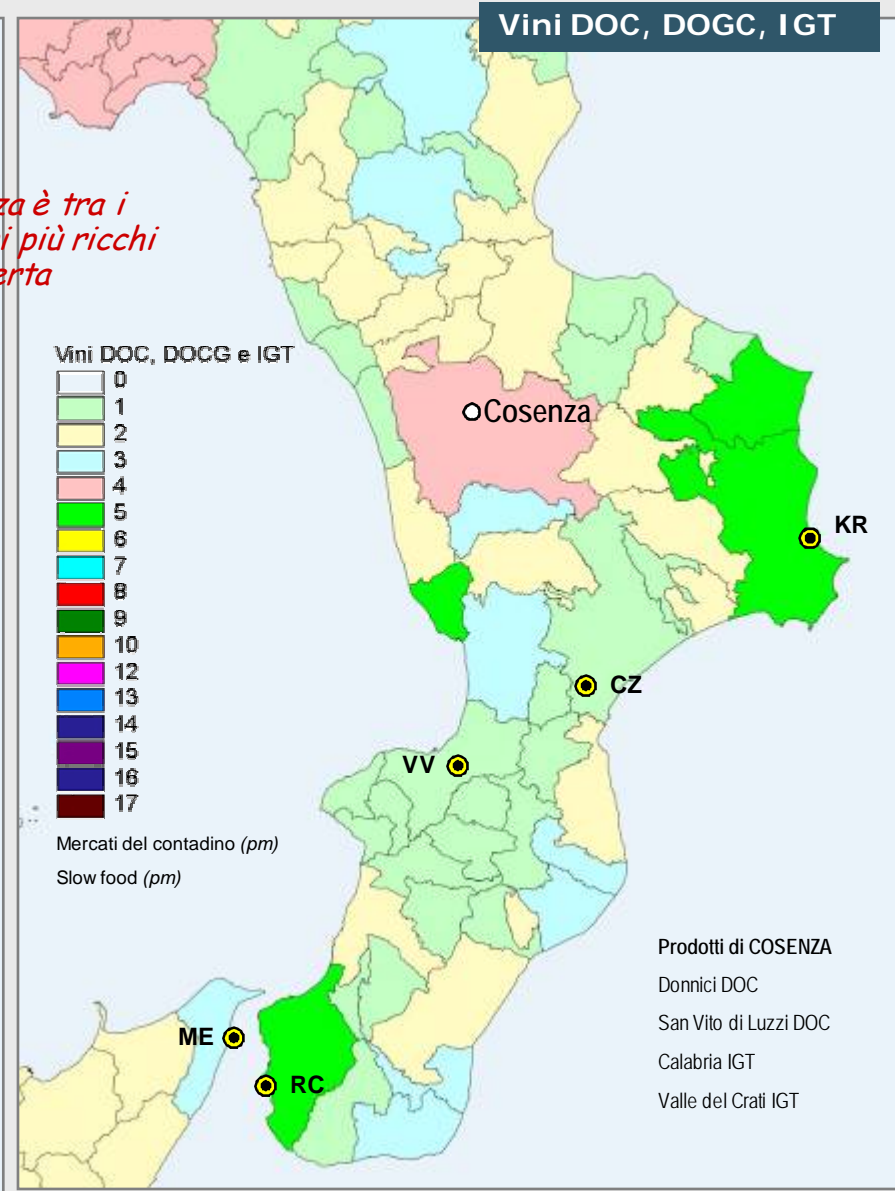 Vini DOC, DOGC, IGT
è tra i
più ricchi
Vini DOC, DOCG e IGT
0
1
2
3
4
5
6
7
8
9
10
12
13
14
15
16
17
Mercati del contadino (pm)
Slow food (pm)
Cosenza
KR
CZ
VV
ME
RC
Prodotti di COSENZA
Donnici DOC
San Vito di Luzzi DOC
Calabria IGT
Valle del Crati IGT